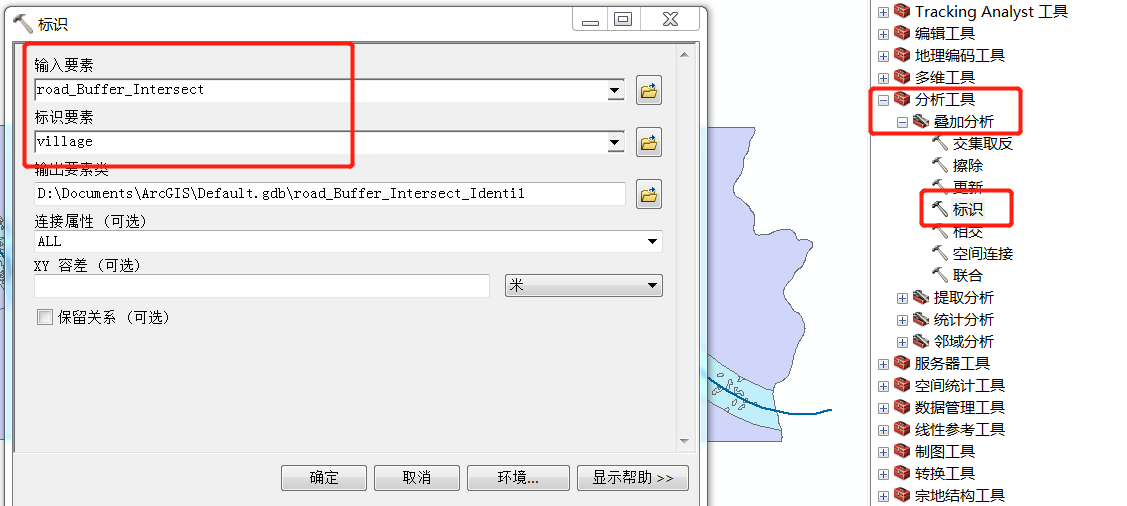 标识
输入要素
road_Buffer_Intersect
标识要素
village
输出要素类
D:\Documents\ArcGIS\Default.gdb\road_Buffer_Intersect_Identi1
连接属性 (可选)
ALL
XY 容差 (可选)
米
保留关系 (可选)
确定
取消
环境...
显示帮助 >>
Tracking Analyst 工具
编辑工具
地理编码工具
多维工具
分析工具
叠加分析
交集取反
擦除
更新
标识
相交
空间连接
联合
提取分析
统计分析
邻域分析
服务器工具
空间统计工具
数据管理工具
线性参考工具
制图工具
转换工具
宗地结构工具